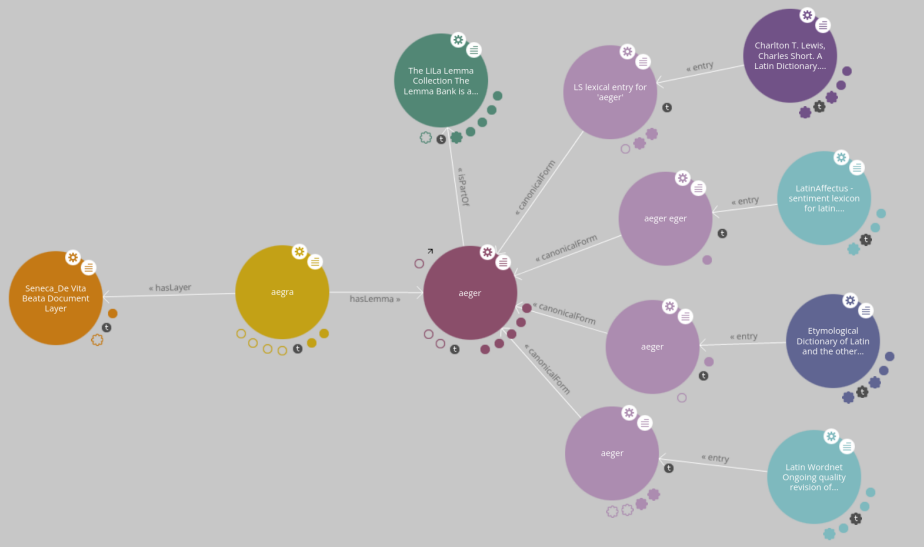 Charlton T. Lewis,
Charles Short. A
Latin Dictionary....
« entry
LS lexical entry for
'aeger'
The LiLa Lemma
Collection The
Lemma Bank is a...
« isPartOf
« canonicalForm
LatinAffectus -
sentiment lexicon
for latin....
« entry
aeger eger
« canonicalForm
Seneca_De Vita
Beata Document
Layer
« hasLayer
aegra
hasLemma »
aeger
« canonicalForm
aeger
« entry
Etymological
Dictionary of Latin
and the other...
« canonicalForm
aeger
« entry
Latin Wordnet
Ongoing quality
revision of...
t
t
t
t
t
t
t
t
t
t
t
t